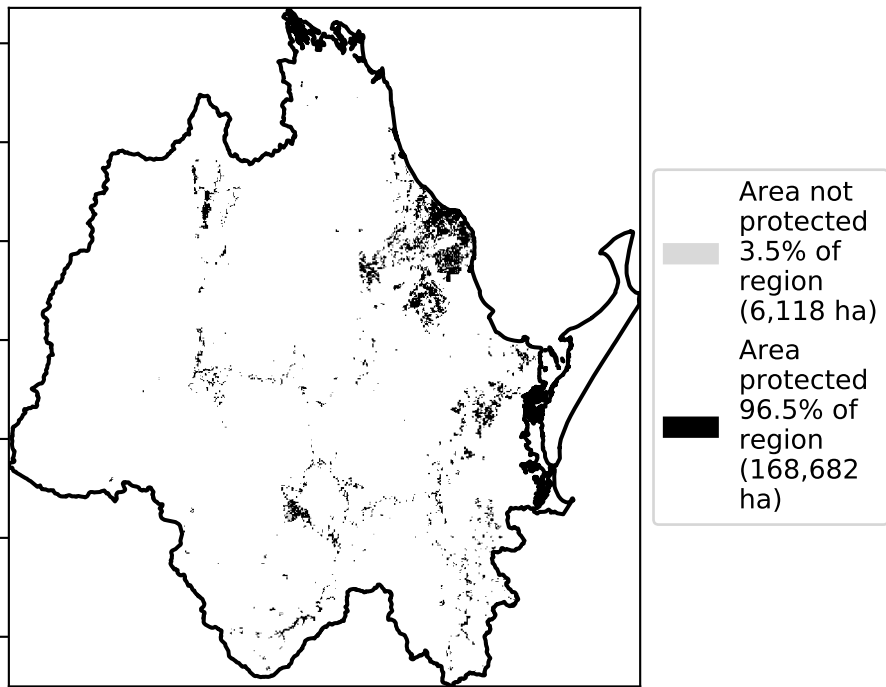 Area not
protected
3.5% of
region
(6,118 ha)
Area
protected
96.5% of
region
(168,682
ha)